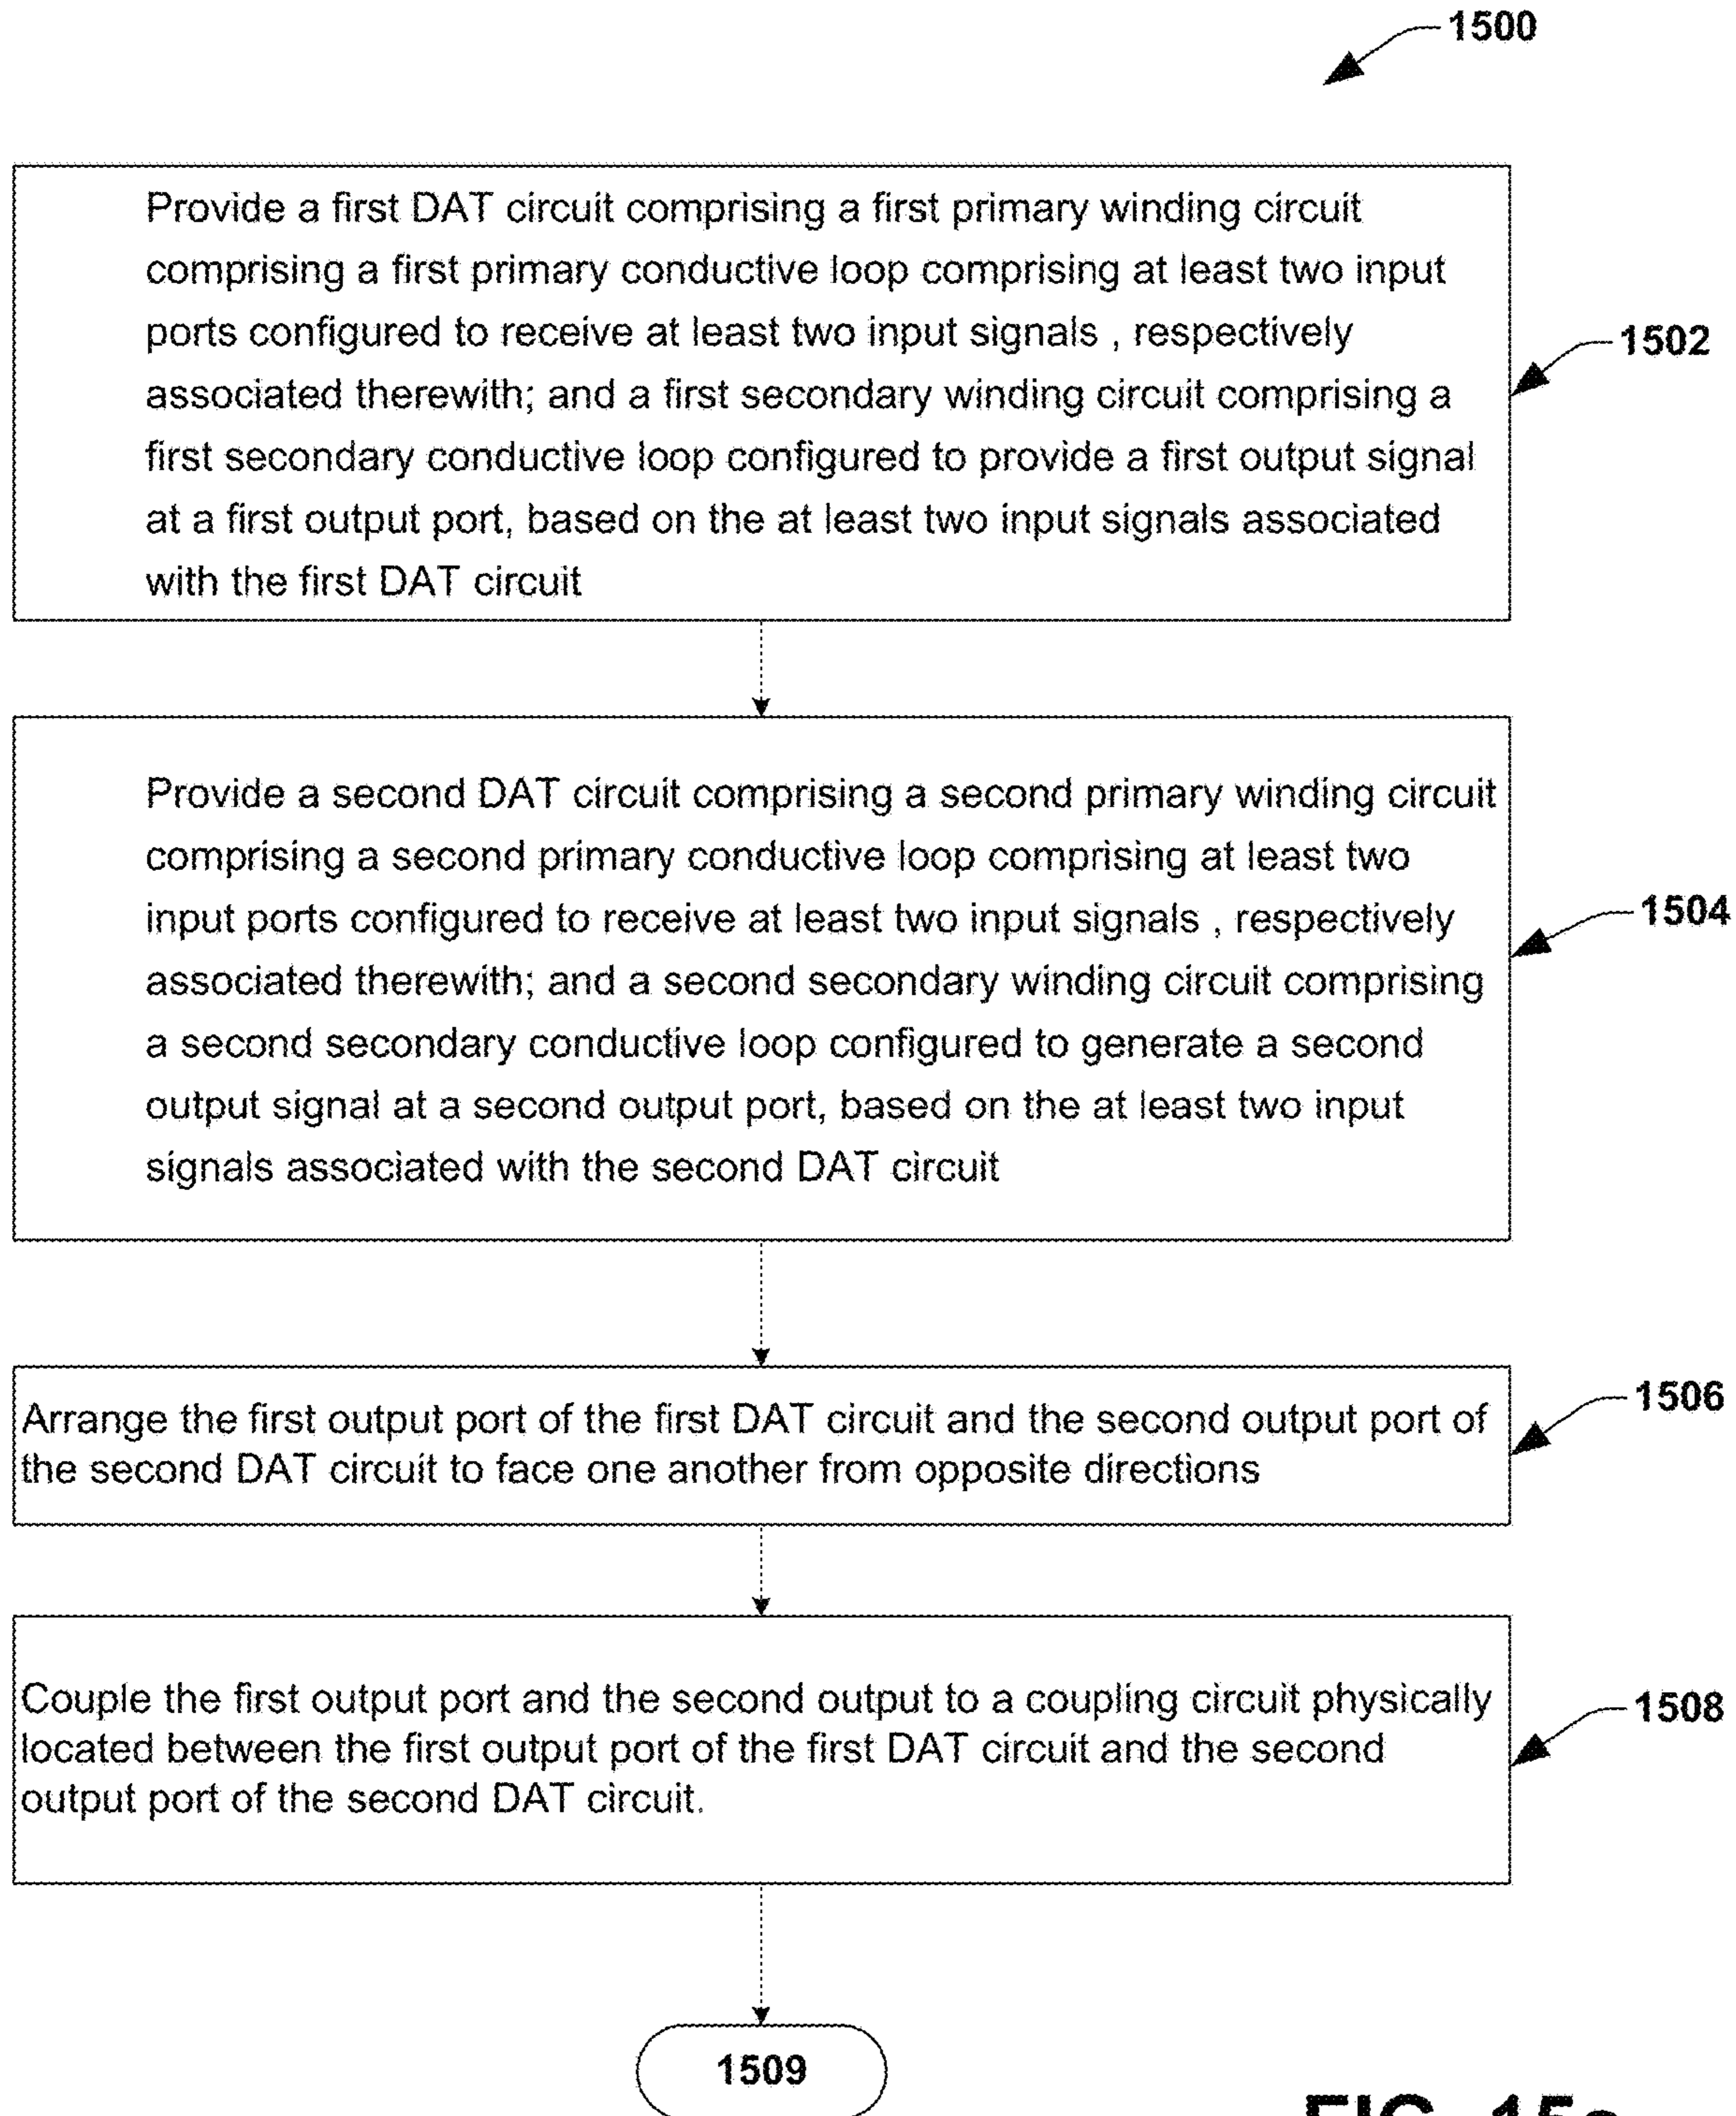 1500
Provide a first DAT circuit comprising a first primary winding circuit
comprising a first primary conductive loop comprising at least two input
ports configured to receive at least two input signals , respectively
associated therewith; and a first secondary winding circuit comprising a
first secondary conductive loop configured to provide a first output signal
at a first output port, based on the at least two input signals associated
with the first DAT circuit
1502
Provide a second DAT circuit comprising a second primary winding circuit
comprising a second primary conductive loop comprising at least two
input ports configured to receive at least two input signals , respectively
associated therewith; and a second secondary winding circuit comprising
a second secondary conductive loop configured to generate a second
output signal at a second output port, based on the at least two input
signals associated with the second DAT circuit
1504
Arrange the first output port of the first DAT circuit and the second output port of
the second DAT circuit to face one another from opposite directions
1506
Couple the first output port and the second output to a coupling circuit physically
located between the first output port of the first DAT circuit and the second
output port of the second DAT circuit.
1508
1509
FIG. 15a